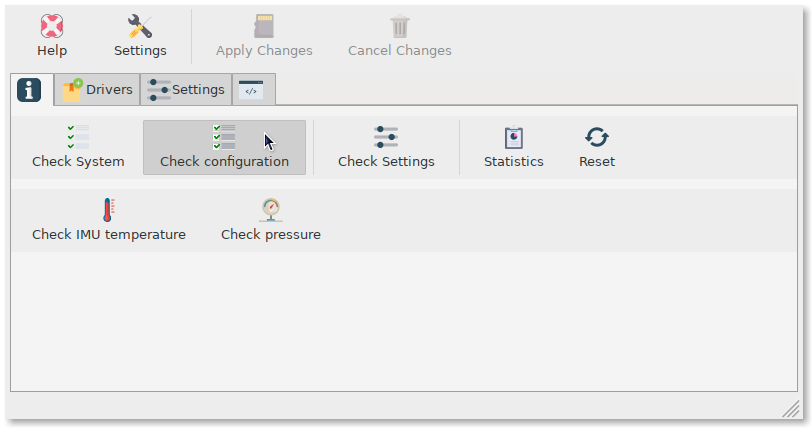 Help
Settings
Apply Changes
Cancel Changes
Drivers
Settings
</>
Check System
Check configuration
Check Settings
Statistics
Reset
Check IMU temperature
Check pressure